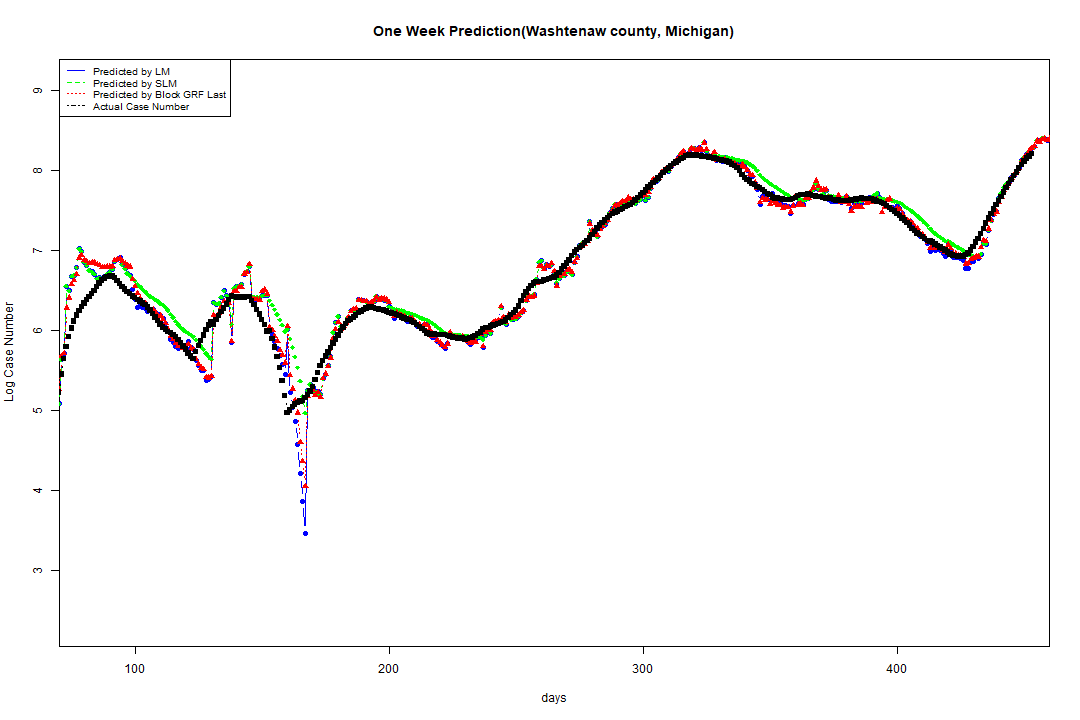 One Week Prediction(Washtenaw county, Michigan)
Predicted by LM
Predicted by SLM
Predicted by Block GRF Last
Actual Case Number
9
8
7
6
5
4
3
Log Case Number
100 200 300 400
days